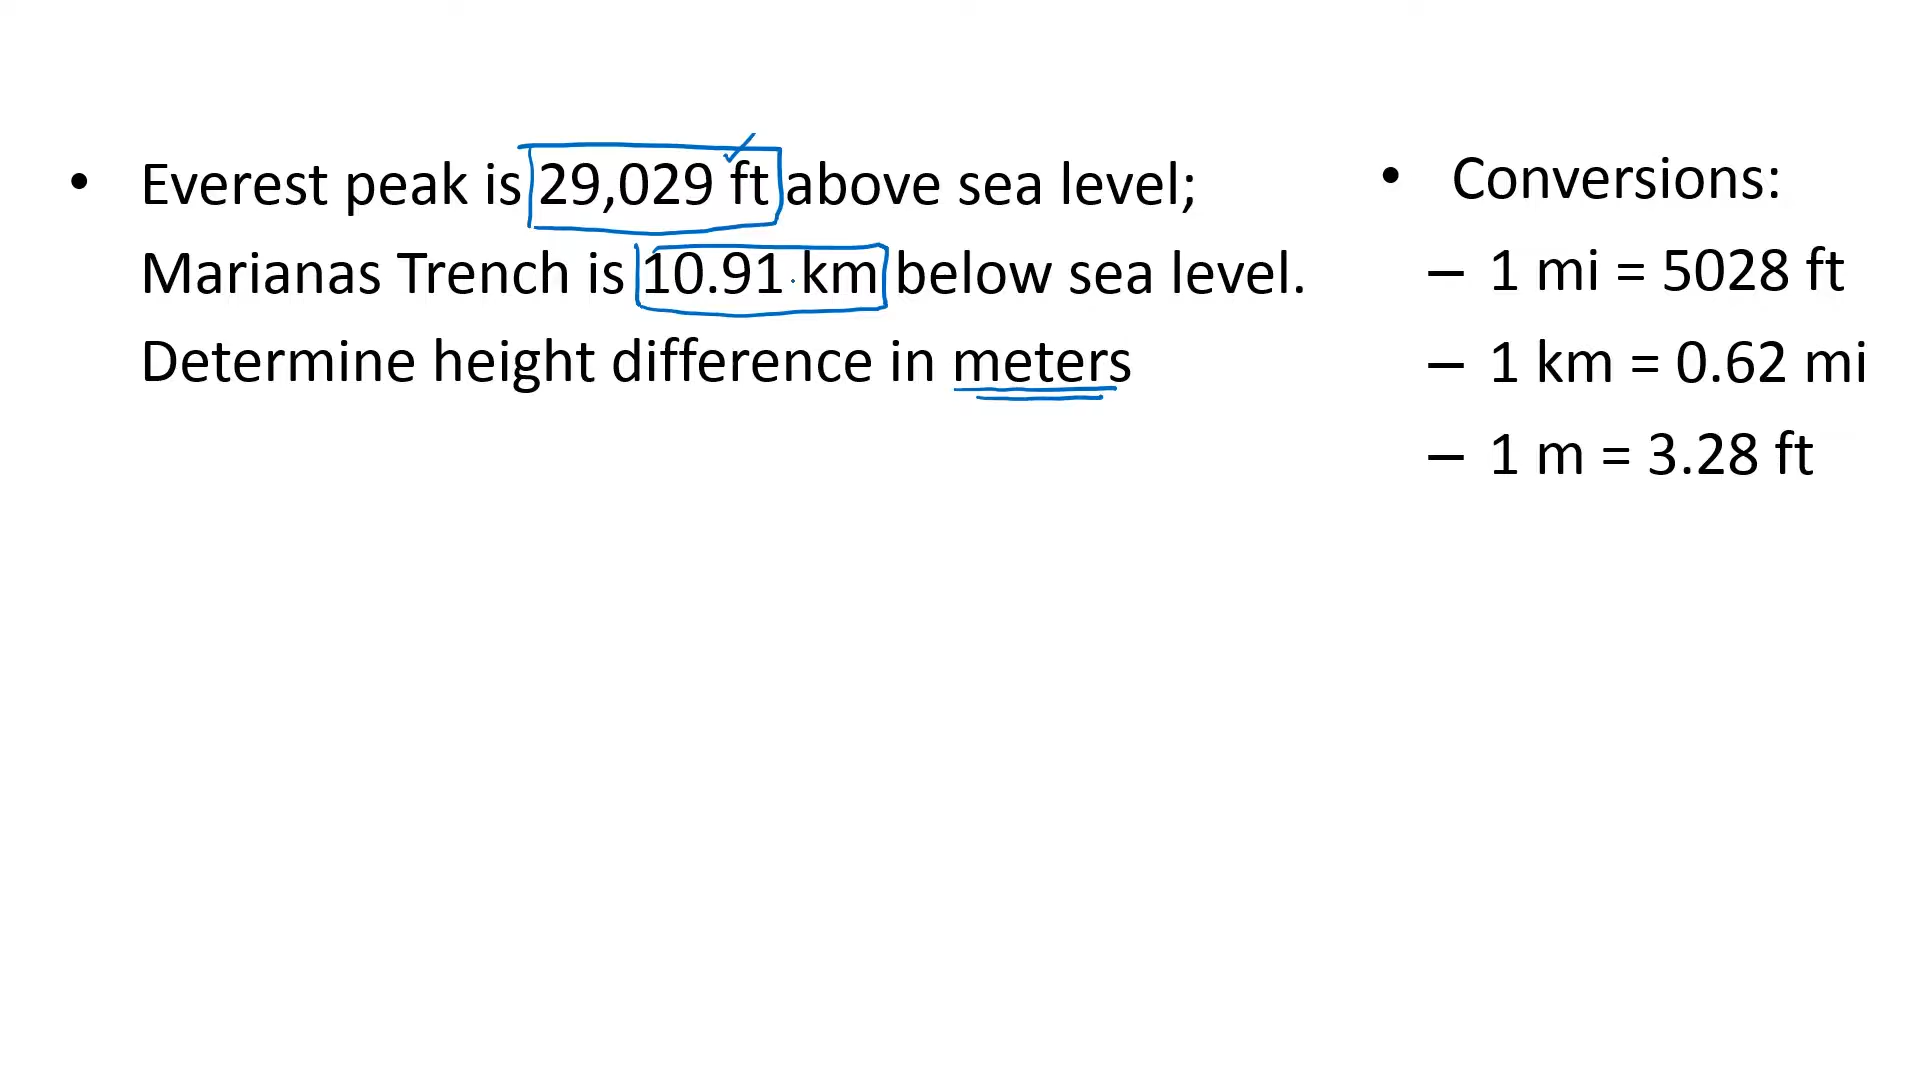 • Everest peak is 29,029 ft above sea level;
Marianas Trench is 10.91 km below sea level.
Determine height difference in meters
• Conversions:
– 1 mi = 5028 ft
– 1 km = 0.62 mi
– 1 m = 3.28 ft